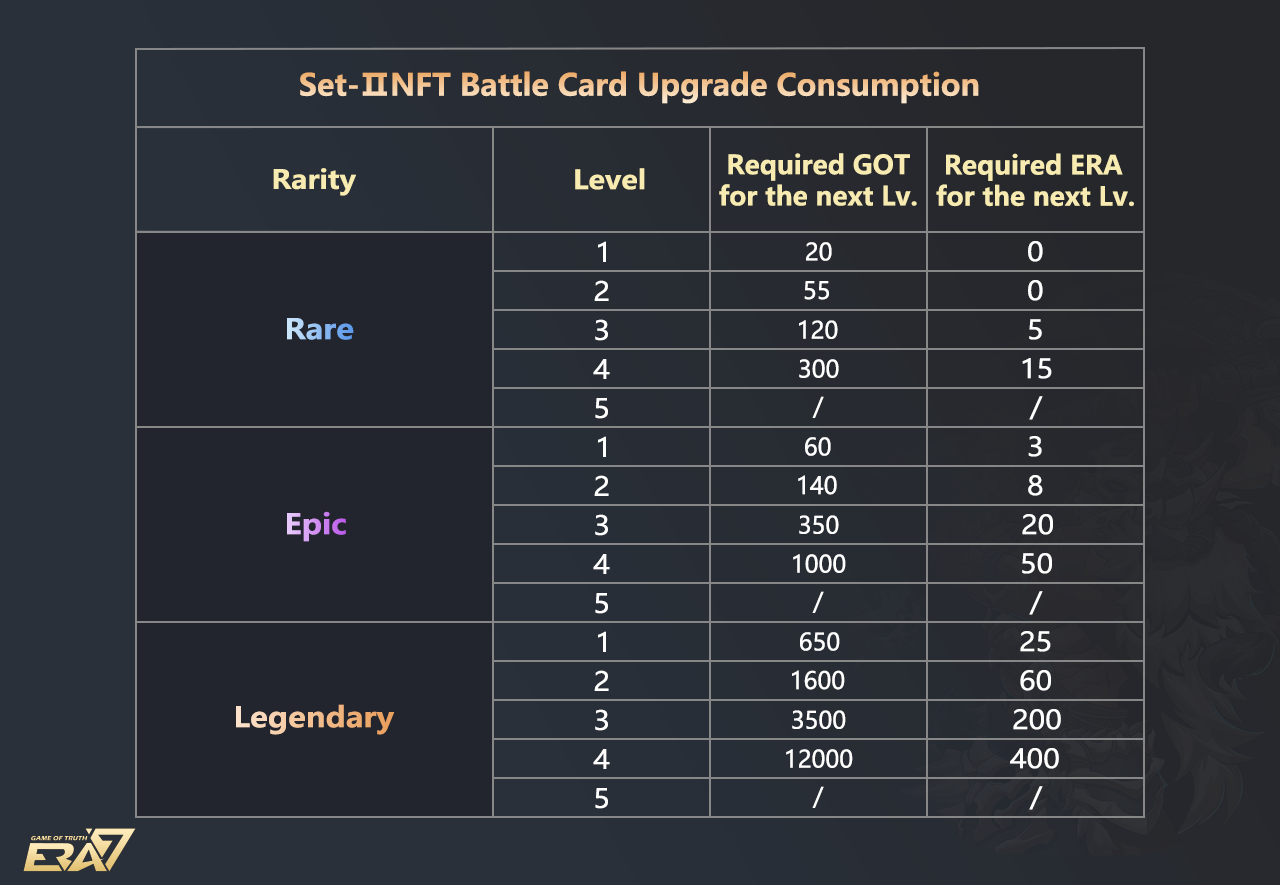 Set-ⅡNFT Battle Card Upgrade Consumption
Rarity Level Required GOT for the next Lv. Required ERA for the next Lv.
Rare
1 20 0
2 55 0
3 120 5
4 300 15
5 / /
Epic
1 60 3
2 140 8
3 350 20
4 1000 50
5 / /
Legendary
1 650 25
2 1600 60
3 3500 200
4 12000 400
5 / /
GAME OF TRUTH
ERA7